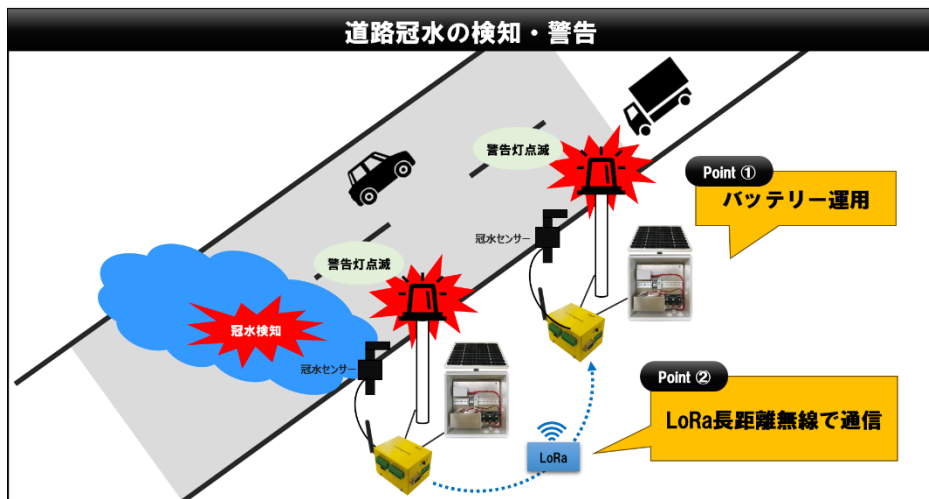 道路冠水の検知・警告
警告灯点滅
Point ①
バッテリー運用
冠水センサー
警告灯点滅
冠水検知
冠水センサー
Point ②
LoRa長距離無線で通信
LoRa